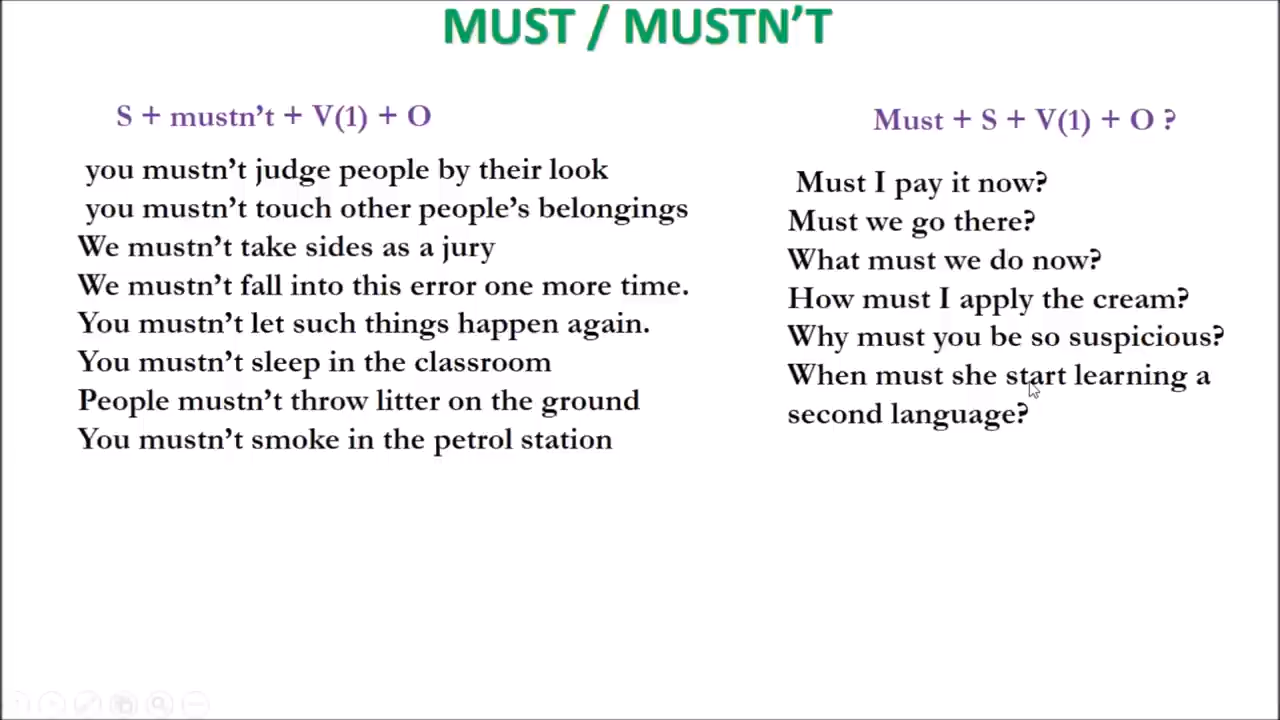 MUST / MUSTN’T
S + mustn’t + V(1) + O
you mustn’t judge people by their look
you mustn’t touch other people’s belongings
We mustn’t take sides as a jury
We mustn’t fall into this error one more time.
You mustn’t let such things happen again.
You mustn’t sleep in the classroom
People mustn’t throw litter on the ground
You mustn’t smoke in the petrol station
Must + S + V(1) + O ?
Must I pay it now?
Must we go there?
What must we do now?
How must I apply the cream?
Why must you be so suspicious?
When must she start learning a
second language?